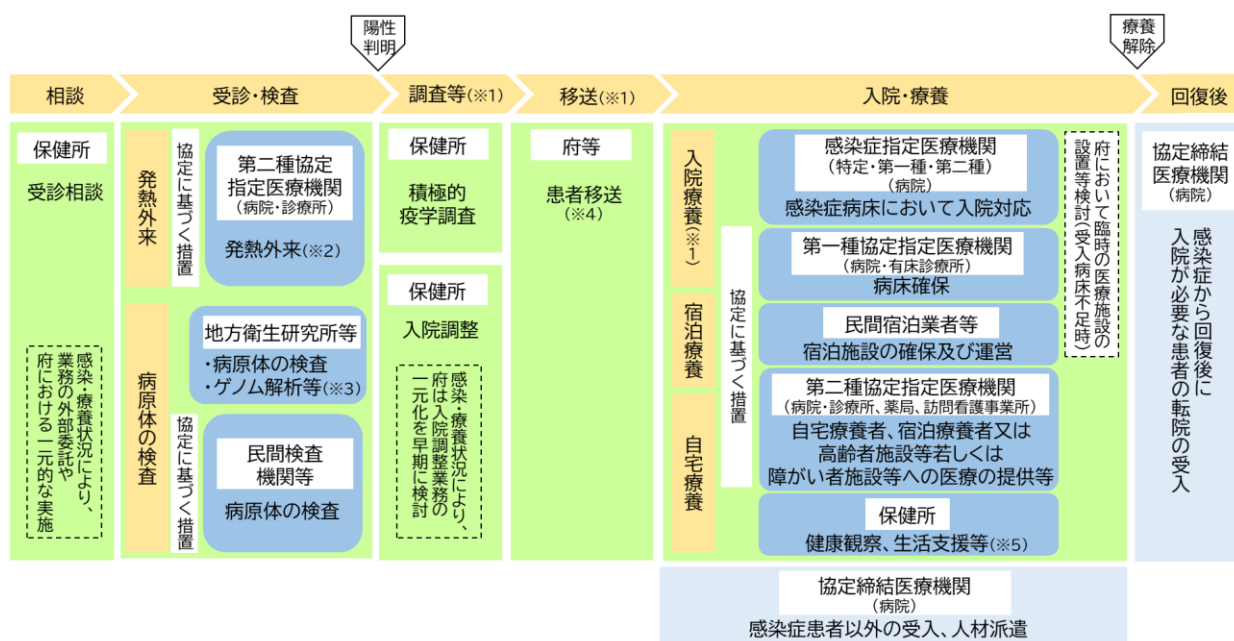 陽性
判明
療養
解除
相談
受診・検査
調査等(※1)
移送(※1)
入院・療養
回復後
保健所
受診相談
感染・療養状況により、
業務の外部委託や
府における一元的な実施
発熱外来
協定に基づく措置
第二種協定
指定医療機関
(病院・診療所)
発熱外来(※2)
病原体の検査
地方衛生研究所等
・病原体の検査
・ゲノム解析等(※3)
協定に基づく措置
民間検査
機関等
病原体の検査
保健所
積極的
疫学調査
保健所
入院調整
感染・療養状況により、
府は入院調整業務の
一元化を早期に検討
府等
患者移送
(※4)
入院療養(※1)
宿泊療養
自宅療養
協定に基づく措置
感染症指定医療機関
(特定・第一種・第二種)
(病院)
感染症病床において入院対応
第一種協定指定医療機関
(病院・有床診療所)
病床確保
民間宿泊業者等
宿泊施設の確保及び運営
第二種協定指定医療機関
(病院・診療所、薬局、訪問看護事業所)
自宅療養者、宿泊療養者又は
高齢者施設等若しくは
障がい者施設等への医療の提供等
保健所
健康観察、生活支援等(※5)
府において臨時の医療施設の
設置等検討(受入病床不足時)
協定締結医療機関
(病院)
感染症患者以外の受入、人材派遣
協定締結
医療機関
(病院)
感染症から回復後に
入院が必要な患者の転院の受入